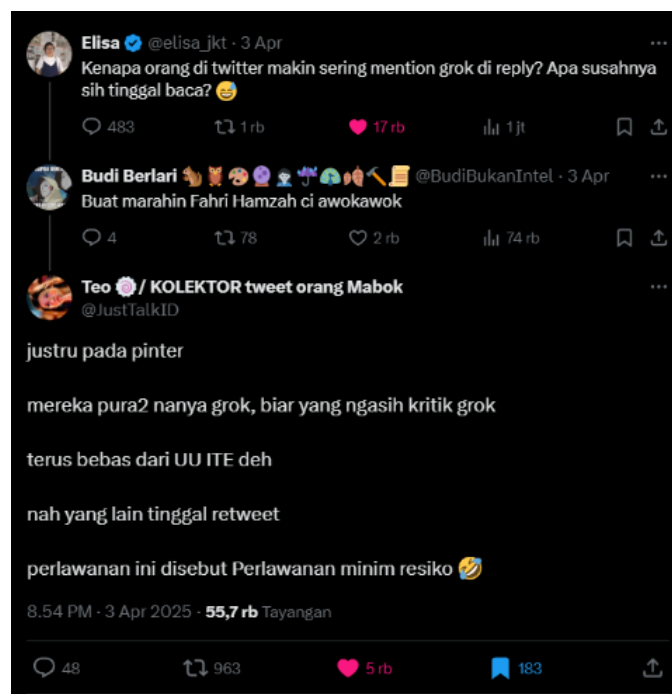 Elisa @elisa_jkt · 3 Apr
Kenapa orang di twitter makin sering mention grok di reply? Apa susahnya
sih tinggal baca? 😅
483 1 rb 17 rb 1 jt
Budi Berlari 🐿️🦉🎨🔮🧝🏻‍♂️☔🪭🍂🔨📜 @BudiBukanIntel · 3 Apr
Buat marahin Fahri Hamzah ci awokawok
4 78 2 rb 74 rb
Teo 🍥/ KOLEKTOR tweet orang Mabok
@JustTalkID
justru pada pinter
mereka pura2 nanya grok, biar yang ngasih kritik grok
terus bebas dari UU ITE deh
nah yang lain tinggal retweet
perlawanan ini disebut Perlawanan minim resiko 🤣
8.54 PM · 3 Apr 2025 · 55,7 rb Tayangan
48 963 5 rb 183